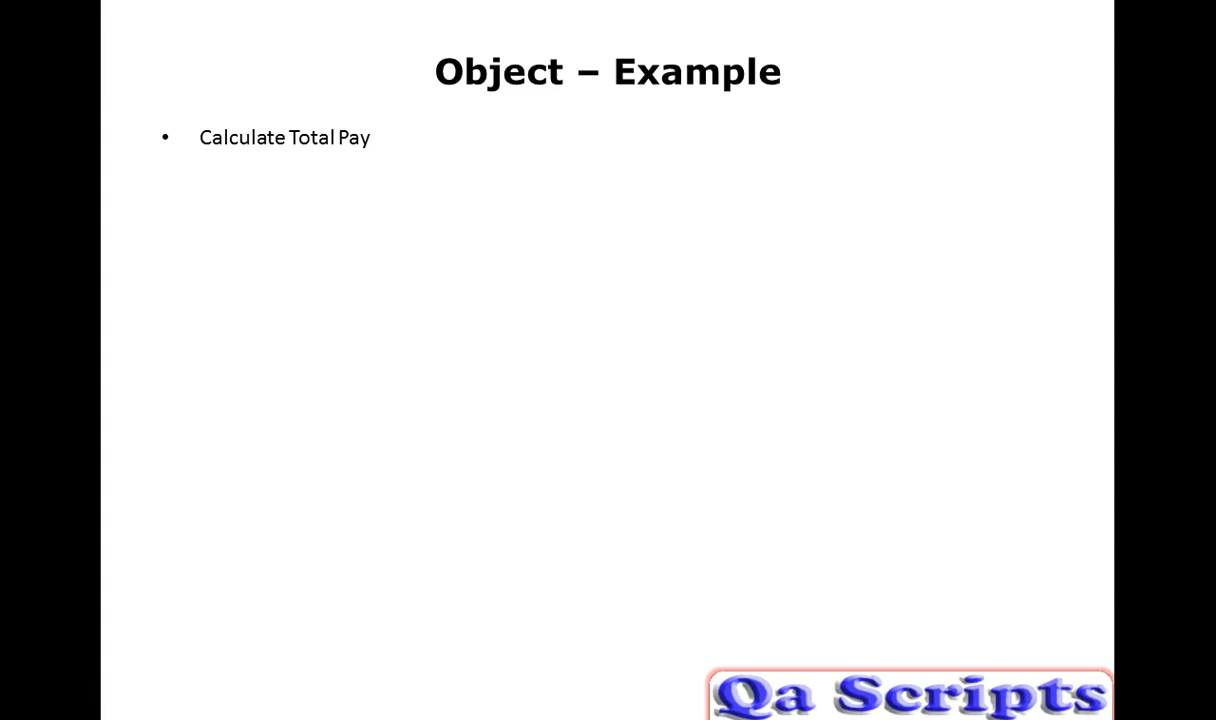 Object – Example
• Calculate Total Pay
Qa Scripts